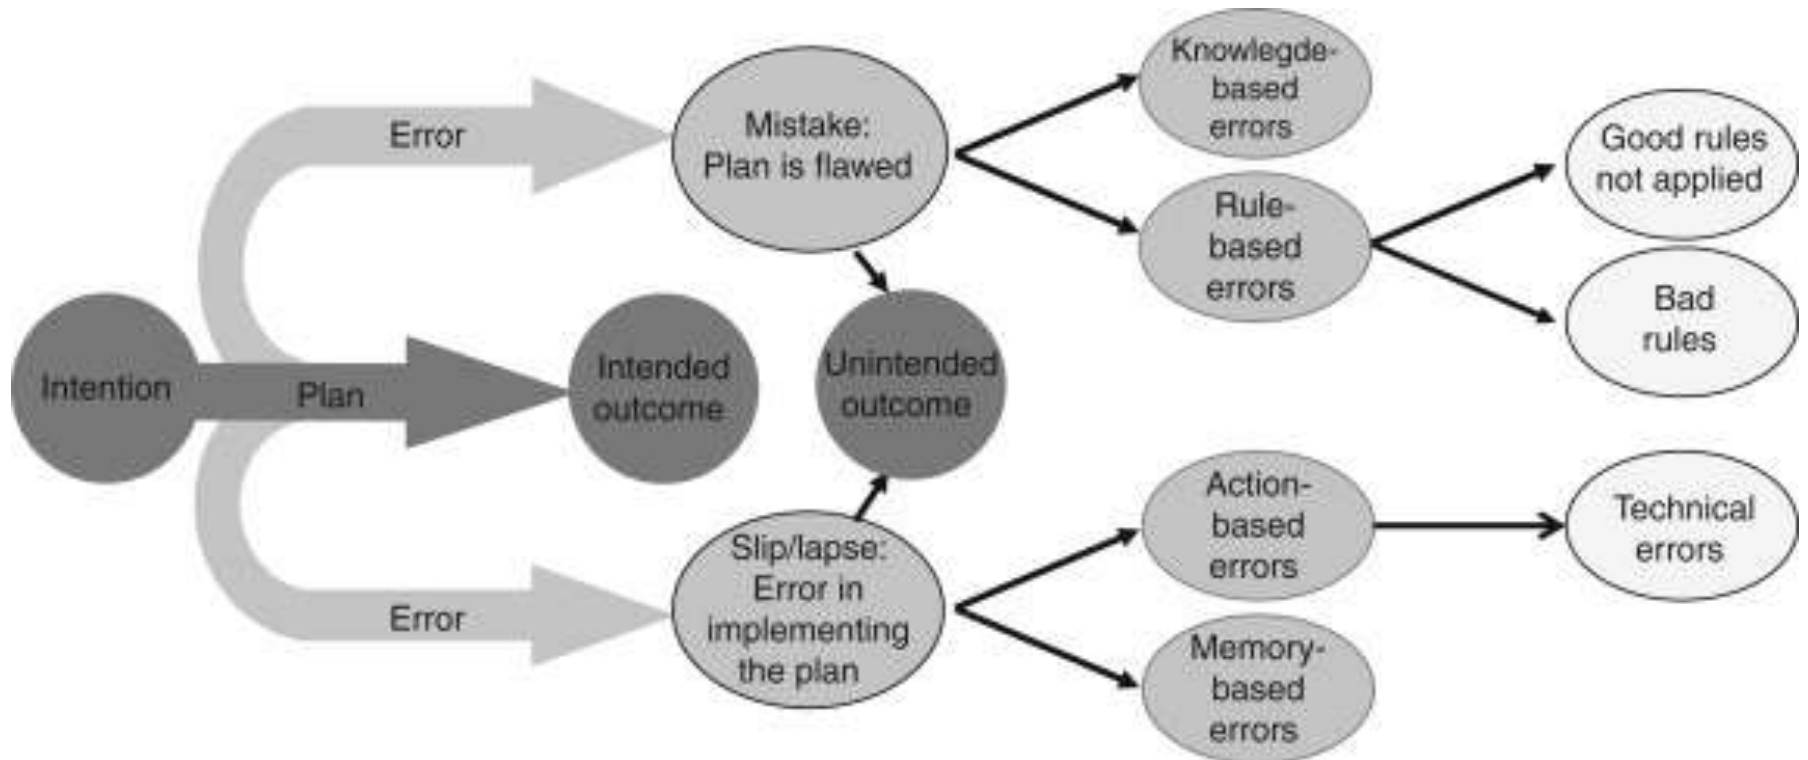 Error
Mistake:
Plan is flawed
Knowlegde-
based
errors
Rule-
based
errors
Good rules
not applied
Bad
rules
Intention
Plan
Intended
outcome
Unintended
outcome
Error
Slip/lapse:
Error in
implementing
the plan
Action-
based
errors
Technical
errors
Memory-
based
errors